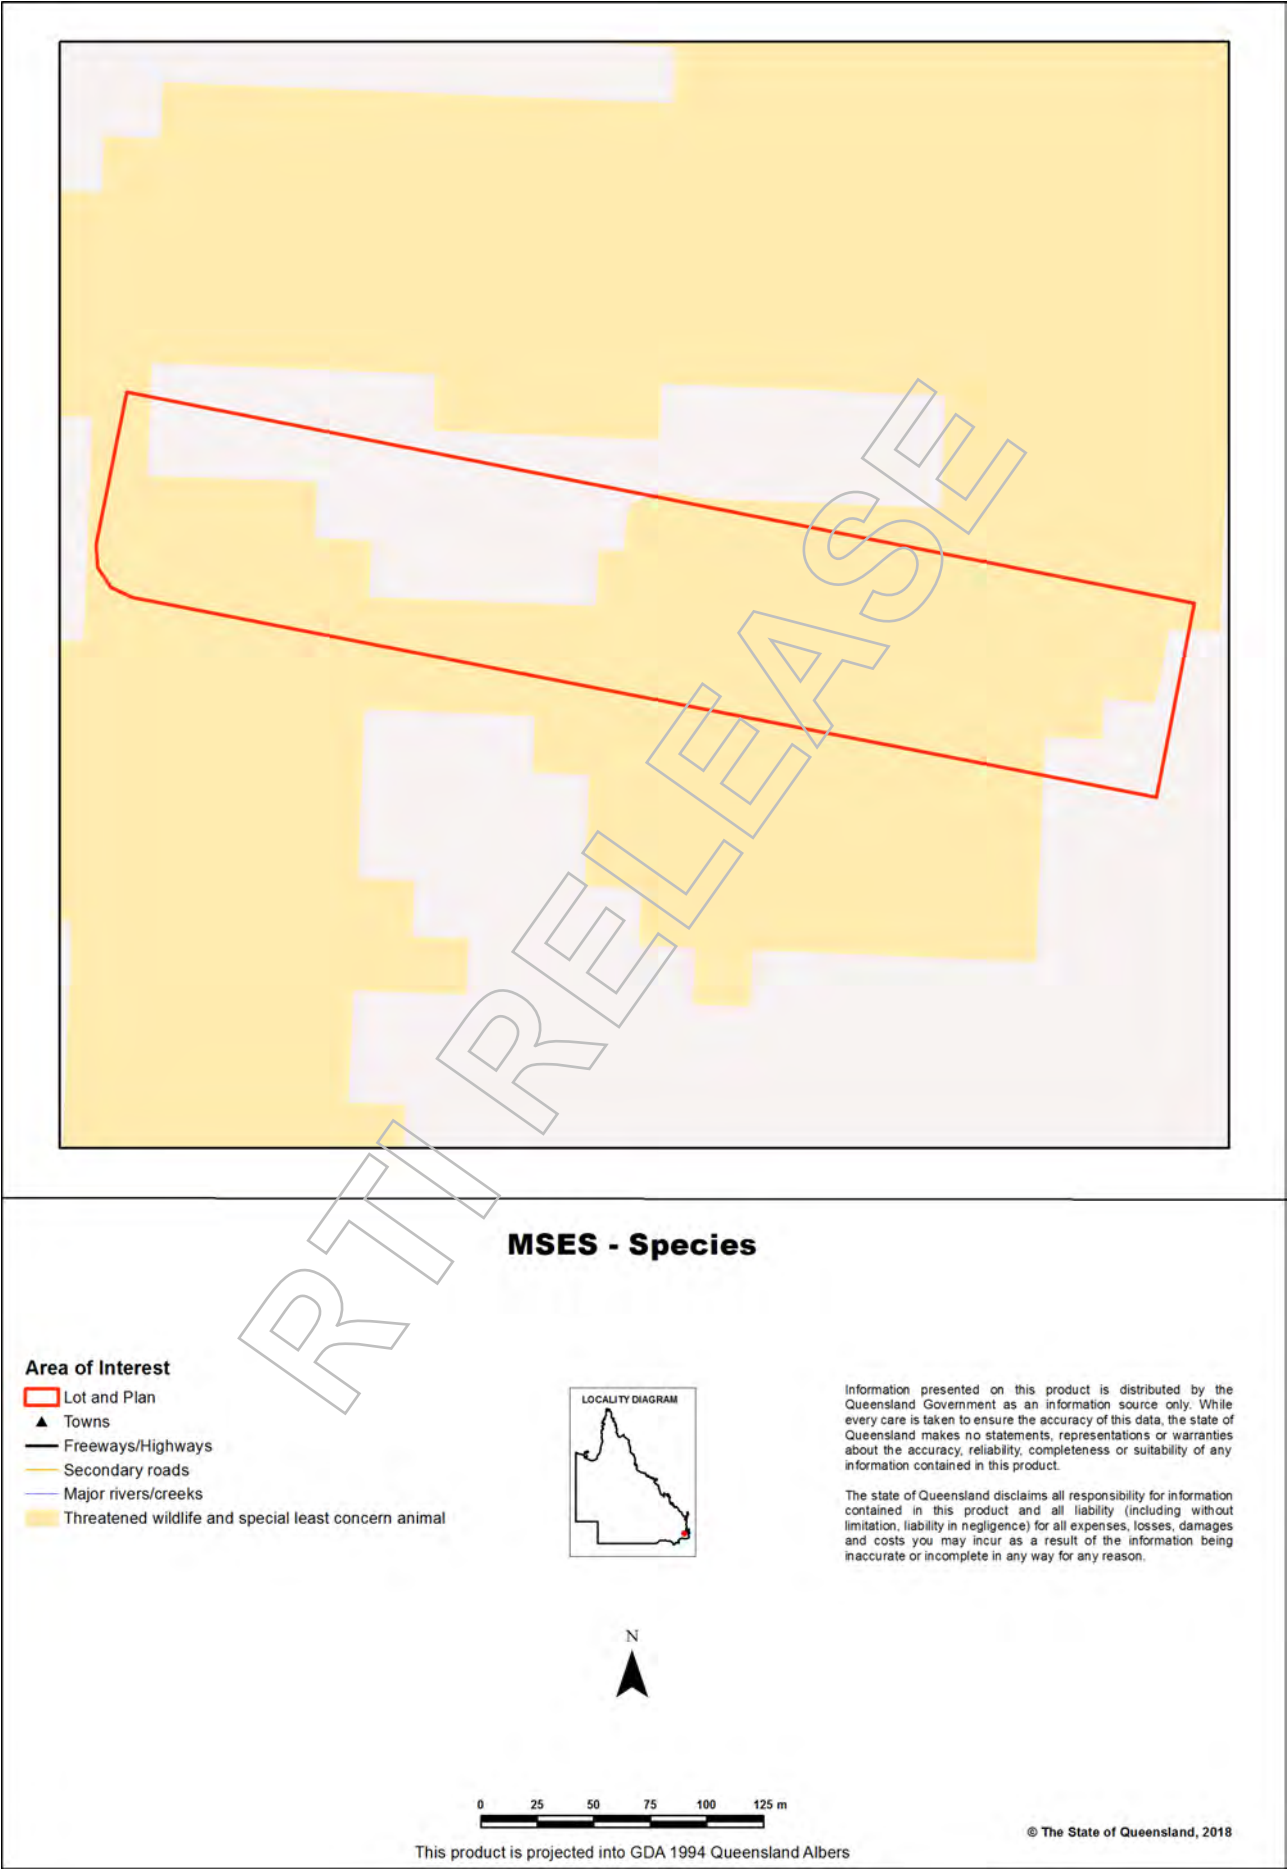 RTI RELEASE
MSES - Species
Area of Interest
Lot and Plan
Towns
Freeways/Highways
Secondary roads
Major rivers/creeks
Threatened wildlife and special least concern animal
LOCALITY DIAGRAM
Information presented on this product is distributed by the
Queensland Government as an information source only. While
every care is taken to ensure the accuracy of this data, the state of
Queensland makes no statements, representations or warranties
about the accuracy, reliability, completeness or suitability of any
information contained in this product.
The state of Queensland disclaims all responsibility for information
contained in this product and all liability (including without
limitation, liability in negligence) for all expenses, losses, damages
and costs you may incur as a result of the information being
inaccurate or incomplete in any way for any reason.
N
0 25 50 75 100 125 m
This product is projected into GDA 1994 Queensland Albers
© The State of Queensland, 2018